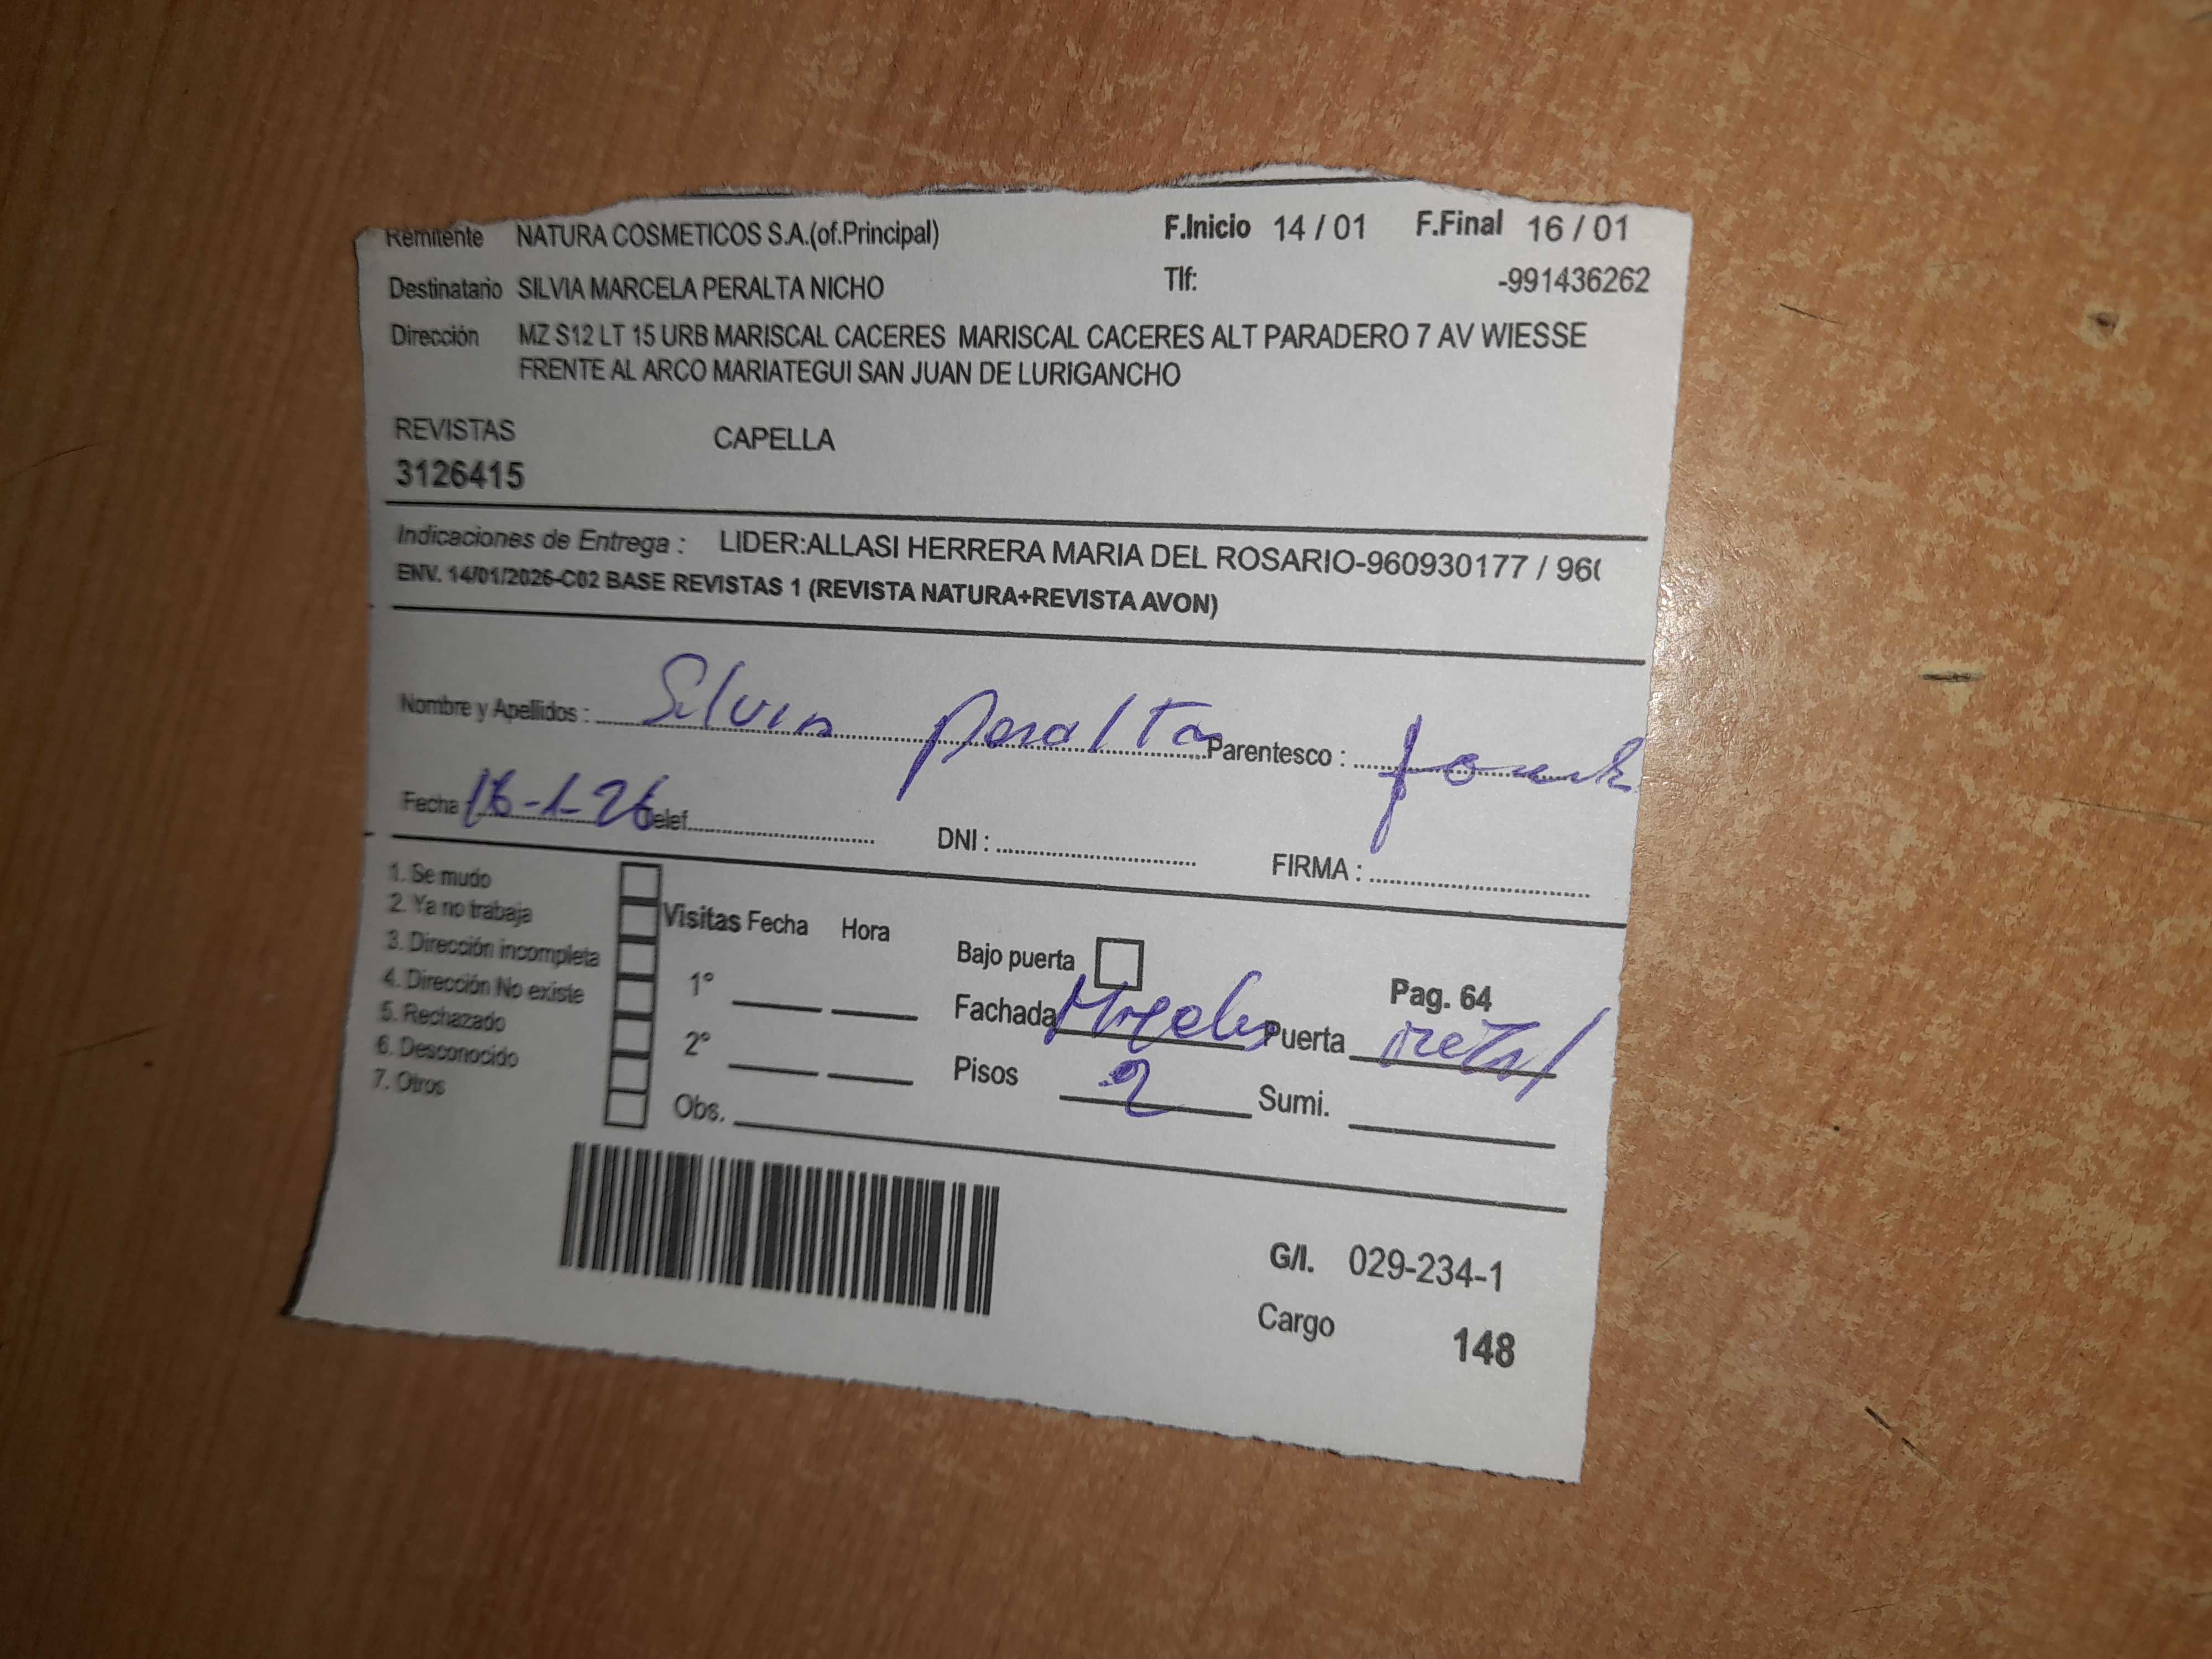 Remitente NATURA COSMETICOS S.A.(of.Principal) F.Inicio 14 / 01 F.Final 16 / 01
Destinatario SILVIA MARCELA PERALTA NICHO Tlf: -991436262
Dirección MZ S12 LT 15 URB MARISCAL CACERES MARISCAL CACERES ALT PARADERO 7 AV WIESSE
FRENTE AL ARCO MARIATEGUI SAN JUAN DE LURIGANCHO
REVISTAS CAPELLA
3126415
Indicaciones de Entrega : LIDER:ALLASI HERRERA MARIA DEL ROSARIO-960930177 / 960
ENV. 14/01/2026-C02 BASE REVISTAS 1 (REVISTA NATURA+REVISTA AVON)
Nombre y Apellidos : Silvia Peralta Parentesco :
Fecha : 16-1-26 Telef. DNI : FIRMA :
1. Se mudo
2. Ya no trabaja
3. Dirección incompleta
4. Dirección No existe
5. Rechazado
6. Desconocido
7. Otros
Visitas Fecha Hora
1°
2°
Obs.
Bajo puerta Pag. 64
Fachada Puerta metal
Pisos 2 Sumi.
G/I. 029-234-1
Cargo 148